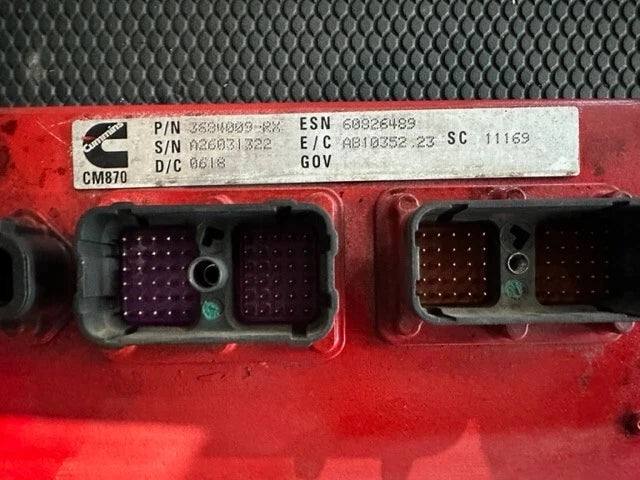 P/N 3684009-RX ESN 60826489
Cummins S/N A26031322 E/C AB10352.23 SC 11169
CM870 D/C 0618 GOV